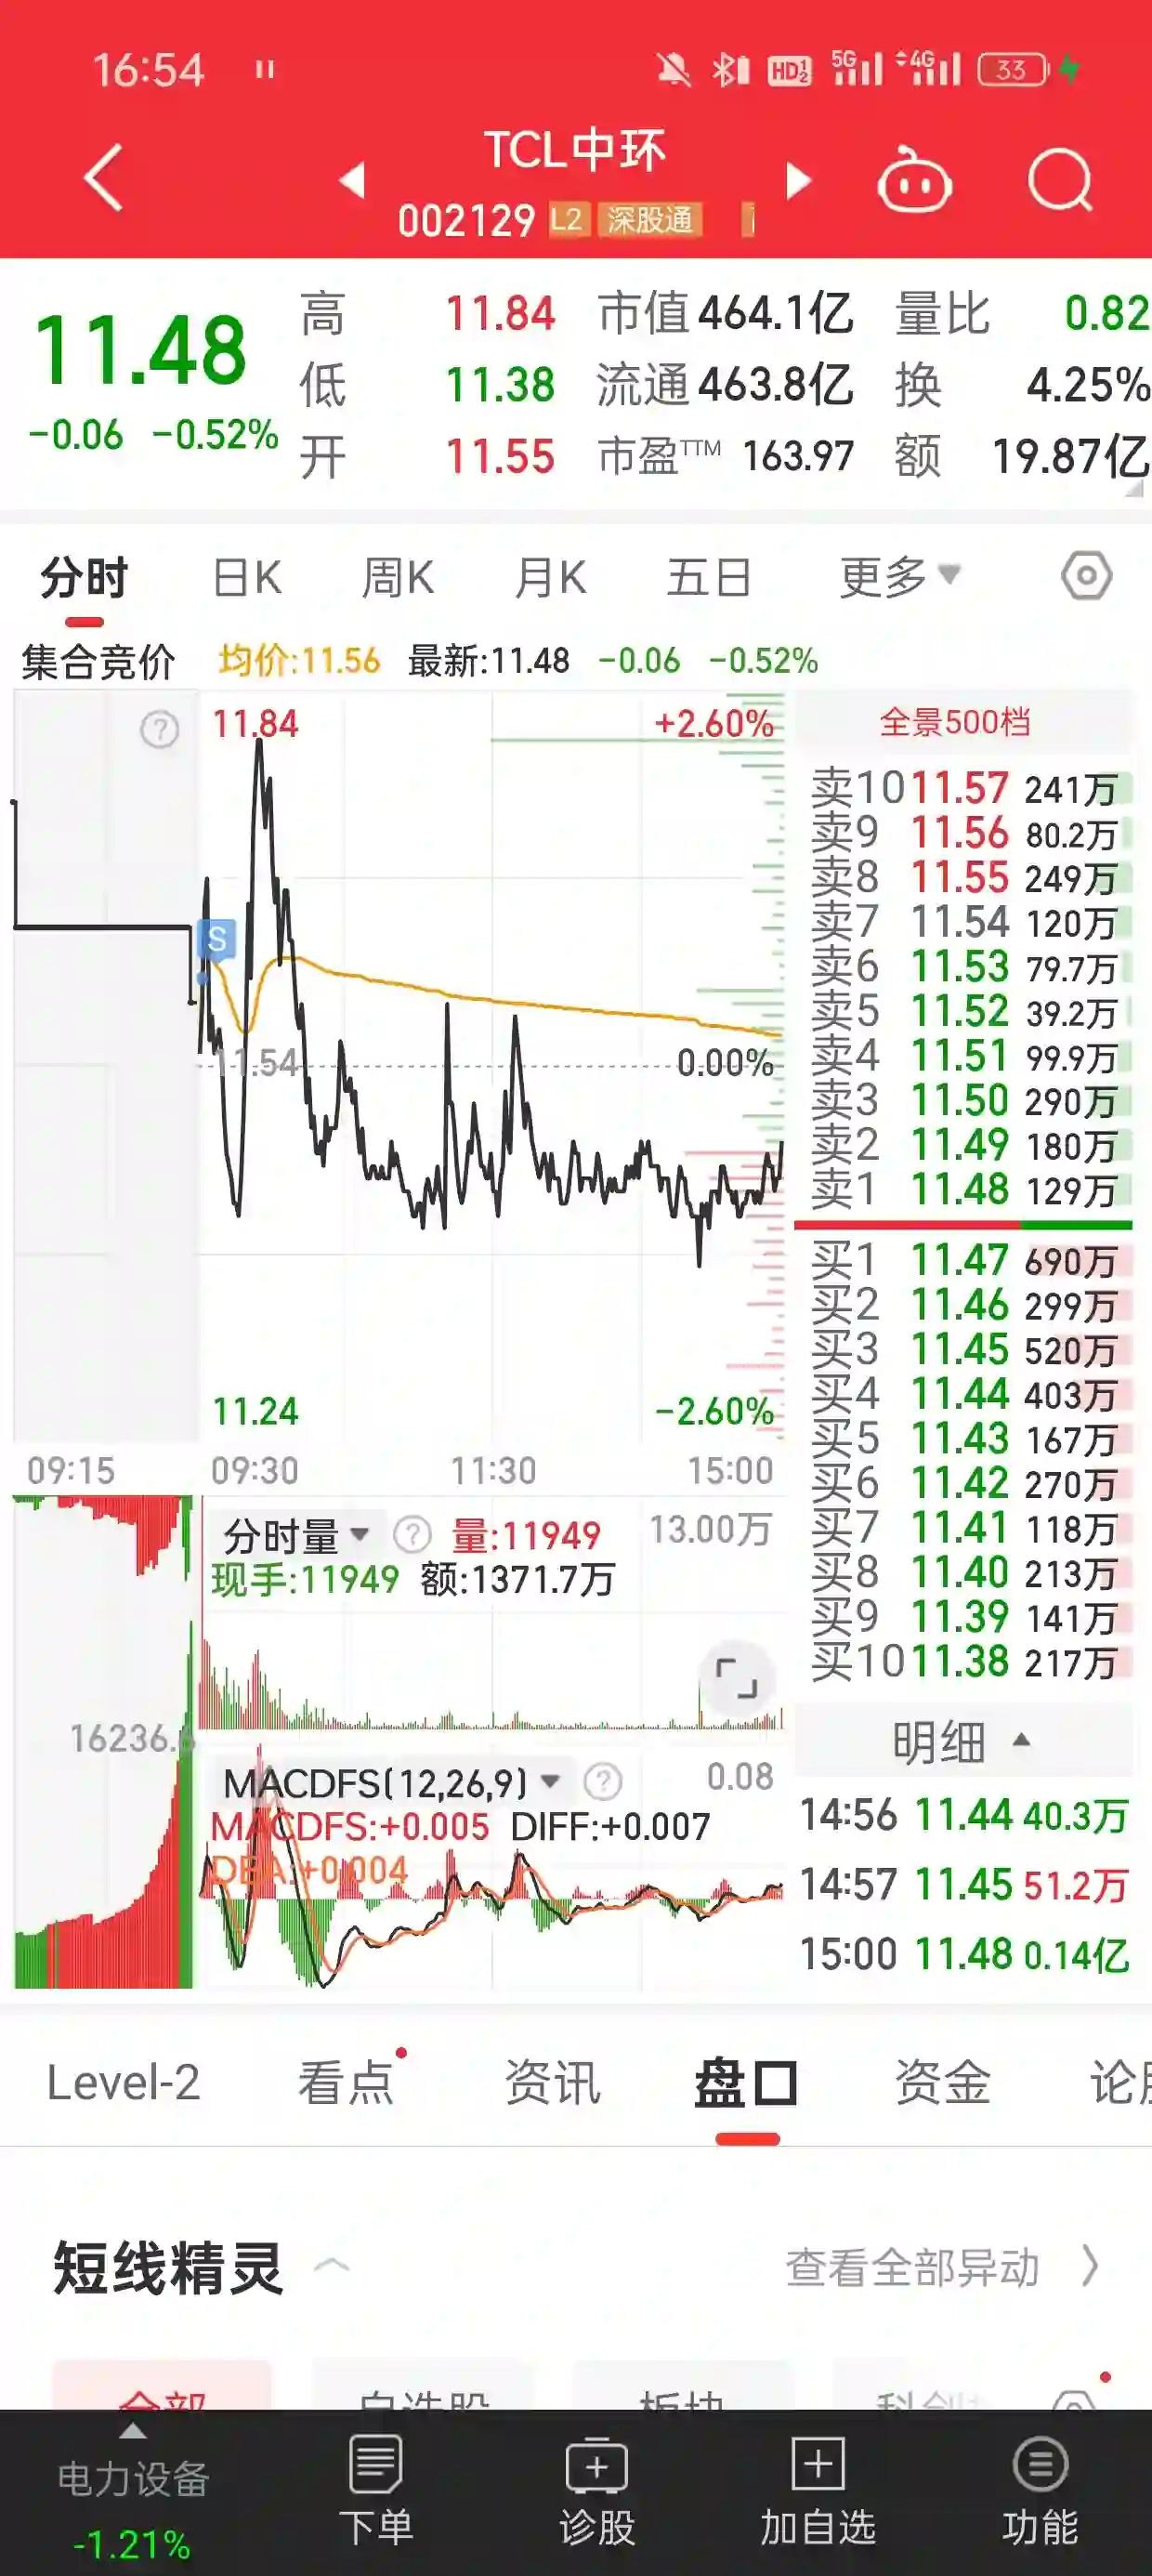 16:54 HD 5G 4G 33
TCL中环
002129 L2 深股通
11.48
-0.06 -0.52%
高 11.84 市值 464.1亿 量比 0.82
低 11.38 流通 463.8亿 换 4.25%
开 11.55 市盈TTM 163.97 额 19.87亿
分时 日K 周K 月K 五日 更多
集合竞价 均价:11.56 最新:11.48 -0.06 -0.52%
11.84 +2.60%
S
11.54 0.00%
11.24 -2.60%
09:15 09:30 11:30 15:00
全景500档
卖10 11.57 241万
卖9 11.56 80.2万
卖8 11.55 249万
卖7 11.54 120万
卖6 11.53 79.7万
卖5 11.52 39.2万
卖4 11.51 99.9万
卖3 11.50 290万
卖2 11.49 180万
卖1 11.48 129万
买1 11.47 690万
买2 11.46 299万
买3 11.45 520万
买4 11.44 403万
买5 11.43 167万
买6 11.42 270万
买7 11.41 118万
买8 11.40 213万
买9 11.39 141万
买10 11.38 217万
分时量 ? 量:11949 13.00万
现手:11949 额:1371.7万
16236.
MACDFS(12,26,9) ? 0.08
MACDFS:+0.005 DIFF:+0.007
DEA:+0.004
明细
14:56 11.44 40.3万
14:57 11.45 51.2万
15:00 11.48 0.14亿
Level-2 看点 资讯 盘口 资金 论股
短线精灵 查看全部异动
全部 自选股 板块 科创
电力设备
-1.21%
下单 诊股 加自选 功能